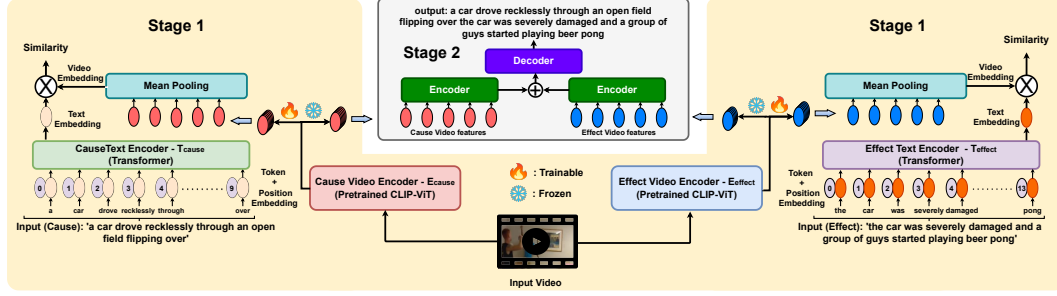 Stage 1
Similarity
Video
Embedding
Mean Pooling
Text
Embedding
CauseText Encoder - Tcause
(Transformer)
0 1 2 3 4 9
Token
+
Position
Embedding
a car drove recklessly through over
Input (Cause): 'a car drove recklessly through an open
field flipping over'
output: a car drove recklessly through an open field
flipping over the car was severely damaged and a group of
guys started playing beer pong
Stage 2
Decoder
Encoder
Encoder
Cause Video features
Effect Video features
Cause Video Encoder - Ecause
(Pretrained CLIP-ViT)
: Trainable
: Frozen
Effect Video Encoder - Eeffect
(Pretrained CLIP-ViT)
Input Video
Stage 1
Similarity
Video
Embedding
Mean Pooling
Text
Embedding
Effect Text Encoder - Teffect
(Transformer)
Token
+
Position
Embedding
0 1 2 3 4 13
the car was severely damaged pong
Input (Effect): 'the car was severely damaged and a
group of guys started playing beer pong'